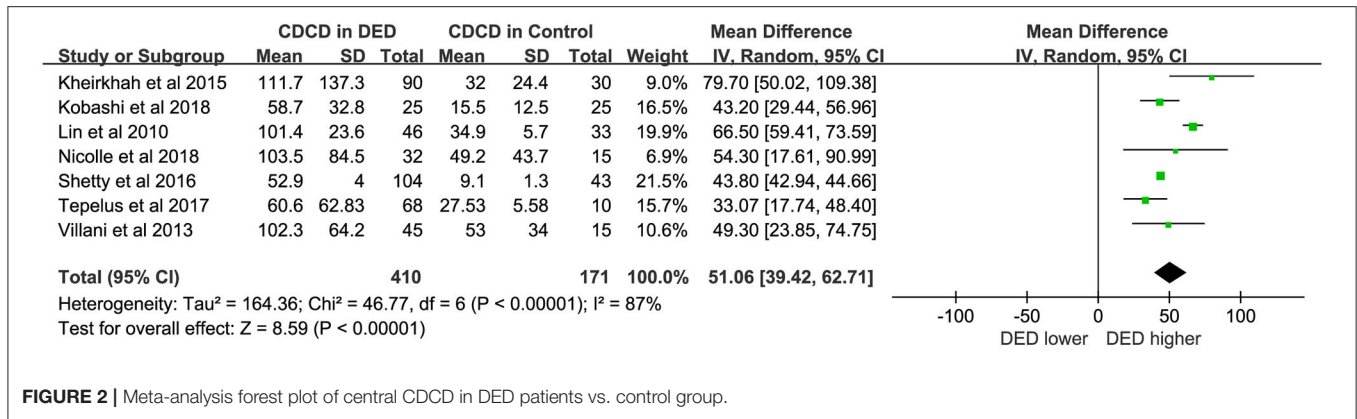 CDCD in DED CDCD in Control Mean Difference Mean Difference
Study or Subgroup Mean SD Total Mean SD Total Weight IV, Random, 95% CI IV, Random, 95% CI
Kheirkhah et al 2015 111.7 137.3 90 32 24.4 30 9.0% 79.70 [50.02, 109.38]
Kobashi et al 2018 58.7 32.8 25 15.5 12.5 25 16.5% 43.20 [29.44, 56.96]
Lin et al 2010 101.4 23.6 46 34.9 5.7 33 19.9% 66.50 [59.41, 73.59]
Nicolle et al 2018 103.5 84.5 32 49.2 43.7 15 6.9% 54.30 [17.61, 90.99]
Shetty et al 2016 52.9 4 104 9.1 1.3 43 21.5% 43.80 [42.94, 44.66]
Tepelus et al 2017 60.6 62.83 68 27.53 5.58 10 15.7% 33.07 [17.74, 48.40]
Villani et al 2013 102.3 64.2 45 53 34 15 10.6% 49.30 [23.85, 74.75]
Total (95% CI) 410 171 100.0% 51.06 [39.42, 62.71]
Heterogeneity: Tau² = 164.36; Chi² = 46.77, df = 6 (P < 0.00001); I² = 87%
Test for overall effect: Z = 8.59 (P < 0.00001)
-100 -50 0 50 100
DED lower DED higher
FIGURE 2 | Meta-analysis forest plot of central CDCD in DED patients vs. control group.